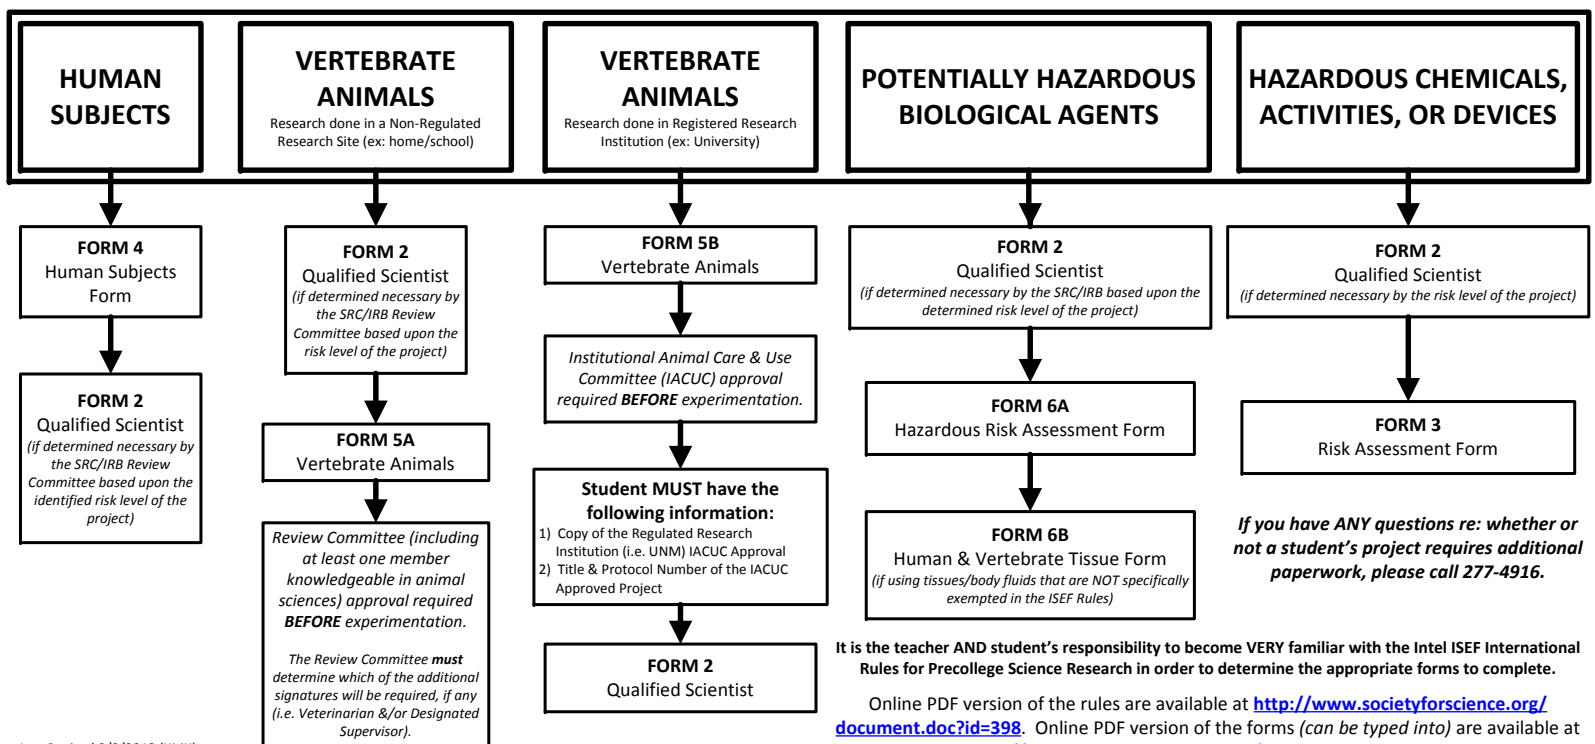 HUMAN
SUBJECTS
VERTEBRATE
ANIMALS
Research done in a Non-Regulated
Research Site (ex: home/school)
VERTEBRATE
ANIMALS
Research done in Registered Research
Institution (ex: University)
POTENTIALLY HAZARDOUS
BIOLOGICAL AGENTS
HAZARDOUS CHEMICALS,
ACTIVITIES, OR DEVICES
FORM 4
Human Subjects
Form
FORM 2
Qualified Scientist
(if determined necessary by
the SRC/IRB Review
Committee based upon the
identified risk level of the
project)
FORM 2
Qualified Scientist
(if determined necessary by
the SRC/IRB Review
Committee based upon the
risk level of the project)
FORM 5A
Vertebrate Animals
Review Committee (including
at least one member
knowledgeable in animal
sciences) approval required
BEFORE experimentation.
The Review Committee must
determine which of the additional
signatures will be required, if any
(i.e. Veterinarian &/or Designated
Supervisor).
FORM 5B
Vertebrate Animals
Institutional Animal Care & Use
Committee (IACUC) approval
required BEFORE experimentation.
Student MUST have the
following information:
1) Copy of the Regulated Research
Institution (i.e. UNM) IACUC Approval
2) Title & Protocol Number of the IACUC
Approved Project
FORM 2
Qualified Scientist
FORM 2
Qualified Scientist
(if determined necessary by the SRC/IRB based upon the
determined risk level of the project)
FORM 6A
Hazardous Risk Assessment Form
FORM 6B
Human & Vertebrate Tissue Form
(if using tissues/body fluids that are NOT specifically
exempted in the ISEF Rules)
FORM 2
Qualified Scientist
(if determined necessary by the risk level of the project)
FORM 3
Risk Assessment Form
If you have ANY questions re: whether or
not a student's project requires additional
paperwork, please call 277-4916.
It is the teacher AND student's responsibility to become VERY familiar with the Intel ISEF International
Rules for Precollege Science Research in order to determine the appropriate forms to complete.
Online PDF version of the rules are available at http://www.societyforscience.org/
document.doc?id=398. Online PDF version of the forms (can be typed into) are available at